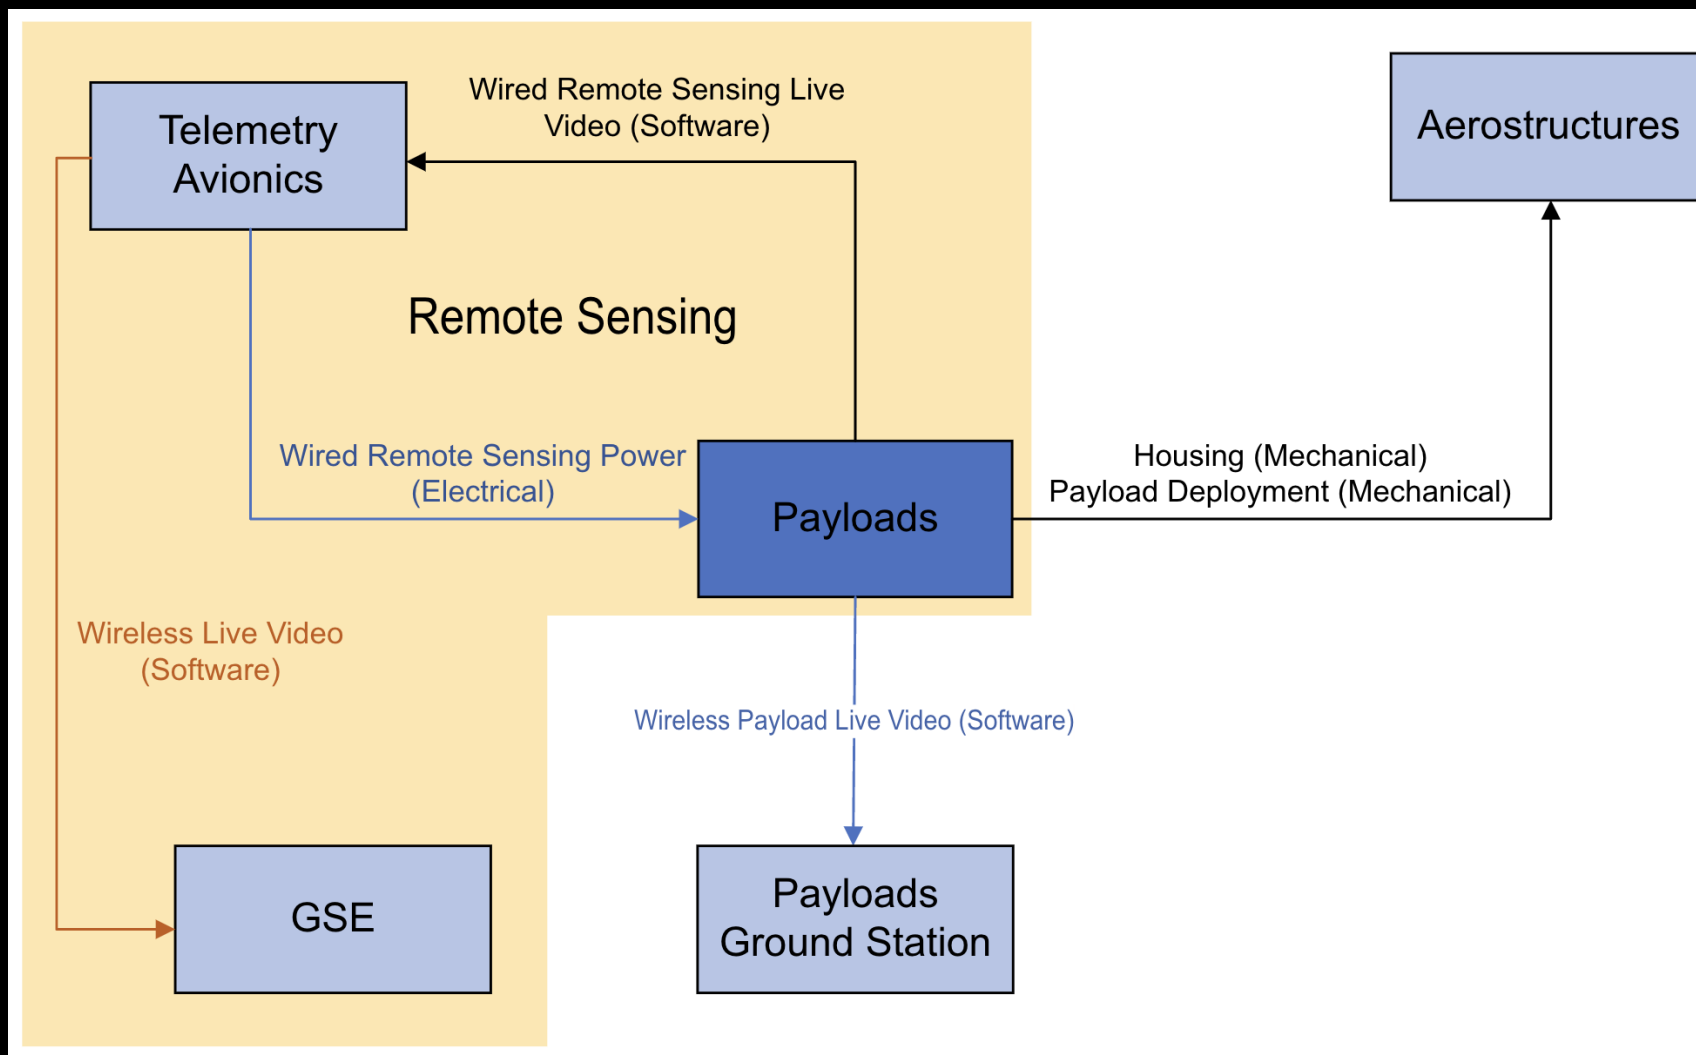 Wired Remote Sensing Live
Video (Software)
Telemetry
Avionics
Aerostructures
Remote Sensing
Wired Remote Sensing Power
(Electrical)
Housing (Mechanical)
Payload Deployment (Mechanical)
Payloads
Wireless Live Video
(Software)
Wireless Payload Live Video (Software)
GSE
Payloads
Ground Station